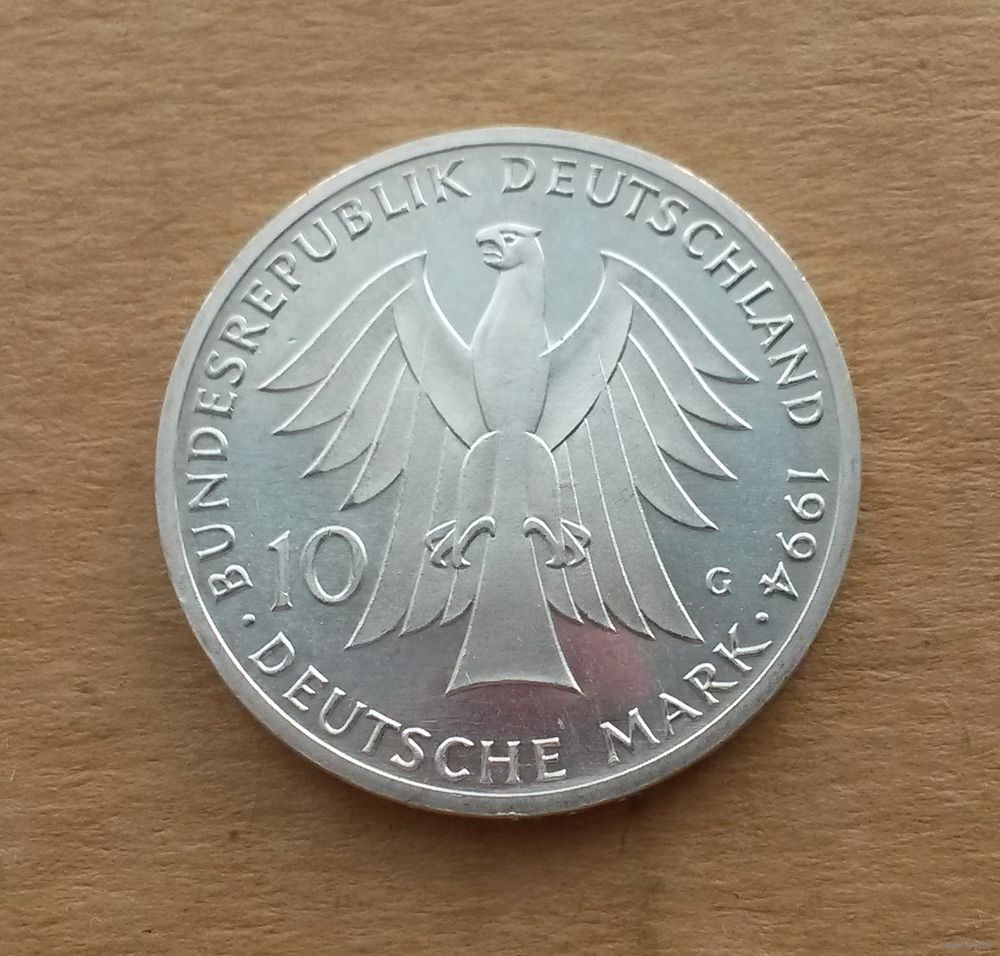 BUNDESREPUBLIK DEUTSCHLAND 1994
10
G
· DEUTSCHE MARK ·